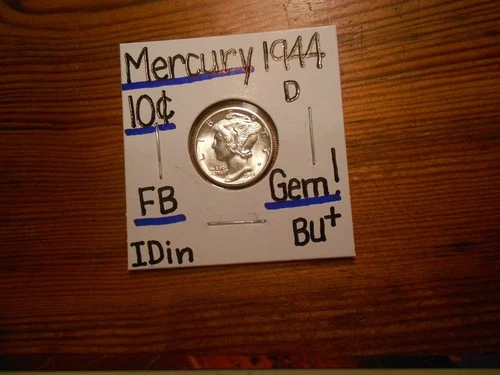 Mercury 1944
10¢ D
FB Gem!
IDin Bu+